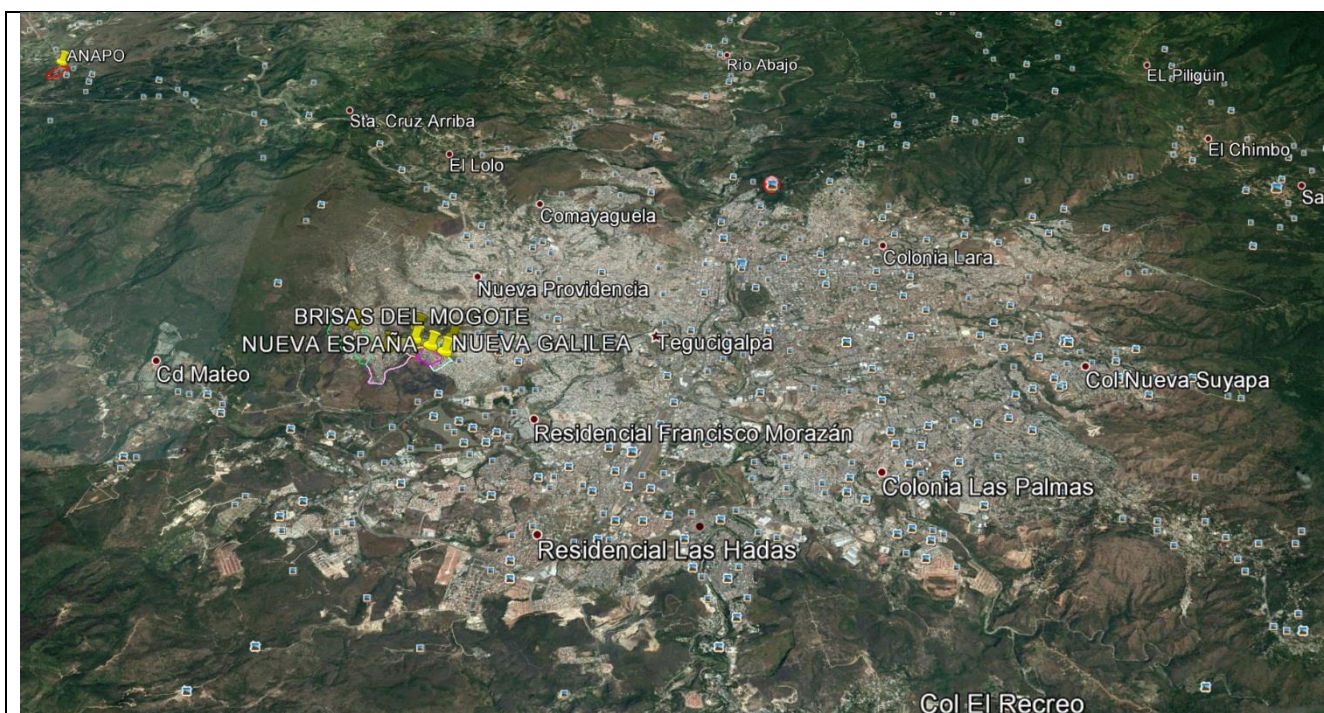 ANAPO
Rio Abajo
EL Piligüin
Sta. Cruz Arriba
El Chimbo
El Lolo
Sa
Comayaguela
Colonia Lara
Nueva Providencia
BRISAS DEL MOGOTE
NUEVA ESPAÑA
NUEVA GALILEA
Tegucigalpa
Cd Mateo
Col Nueva Suyapa
Residencial Francisco Morazán
Colonia Las Palmas
Residencial Las Hadas
Col El Recreo